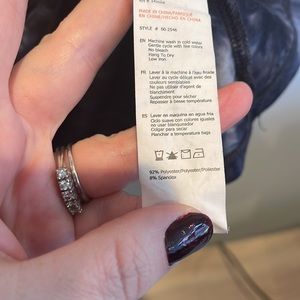 MADE IN CHINA/FABRIQUÉ
EN CHINE/HECHO EN CHINA
STYLE # 50 2546
EN Machine wash in cold water
Gentle cycle with like colors
No bleach
Hang To Dry
Low Iron.
FR Laver à la machine à l'eau froide
Laver au cycle délicat avec des
couleurs semblables
Ne pas utiliser d'agent de
blanchiment
Suspendre pour sécher
Repasser à basse température
ES Lavar en maquina en agua fria
Ciclo suave con colores iguales
no usar blanqueador
Colgar para secar
Planchar a temperatura baja
92% Polyester/Polyester/Poliéster
8% Spandex